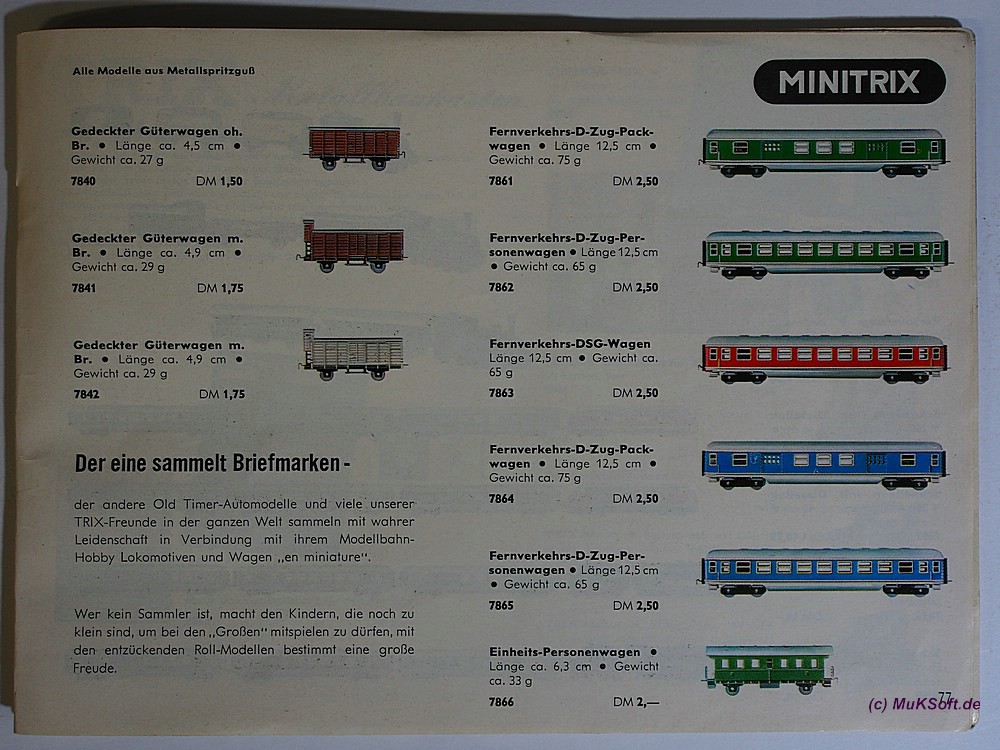 Alle Modelle aus Metallspritzguß
MINITRIX
Gedeckter Güterwagen oh.
Br. ● Länge ca. 4,5 cm ●
Gewicht ca. 27 g
7840 DM 1,50
Gedeckter Güterwagen m.
Br. ● Länge ca. 4,9 cm ●
Gewicht ca. 29 g
7841 DM 1,75
Gedeckter Güterwagen m.
Br. ● Länge ca. 4,9 cm ●
Gewicht ca. 29 g
7842 DM 1,75
Der eine sammelt Briefmarken -
der andere Old Timer-Automodelle und viele unserer
TRIX-Freunde in der ganzen Welt sammeln mit wahrer
Leidenschaft in Verbindung mit ihrem Modellbahn-
Hobby Lokomotiven und Wagen „en miniature".
Wer kein Sammler ist, macht den Kindern, die noch zu
klein sind, um bei den „Großen" mitspielen zu dürfen, mit
den entzückenden Roll-Modellen bestimmt eine große
Freude.
Fernverkehrs-D-Zug-Pack-
wagen ● Länge 12,5 cm ●
Gewicht ca. 75 g
7861 DM 2,50
Fernverkehrs-D-Zug-Per-
sonenwagen ● Länge 12,5 cm
● Gewicht ca. 65 g
7862 DM 2,50
Fernverkehrs-DSG-Wagen
Länge 12,5 cm ● Gewicht ca.
65 g
7863 DM 2,50
Fernverkehrs-D-Zug-Pack-
wagen ● Länge 12,5 cm ●
Gewicht ca. 75 g
7864 DM 2,50
Fernverkehrs-D-Zug-Per-
sonenwagen ● Länge 12,5 cm
● Gewicht ca. 65 g
7865 DM 2,50
Einheits-Personenwagen ●
Länge ca. 6,3 cm ● Gewicht
ca. 33 g
7866 DM 2,—
77
(c) MuKSoft.de